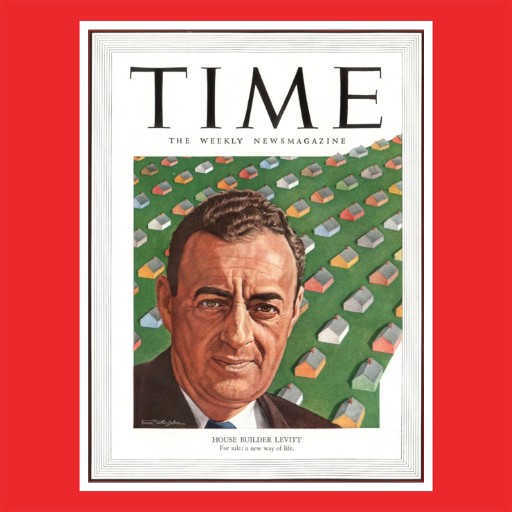 TIME
THE WEEKLY NEWSMAGAZINE
HOUSE BUILDER LEVITT
For sale: a new way of life.